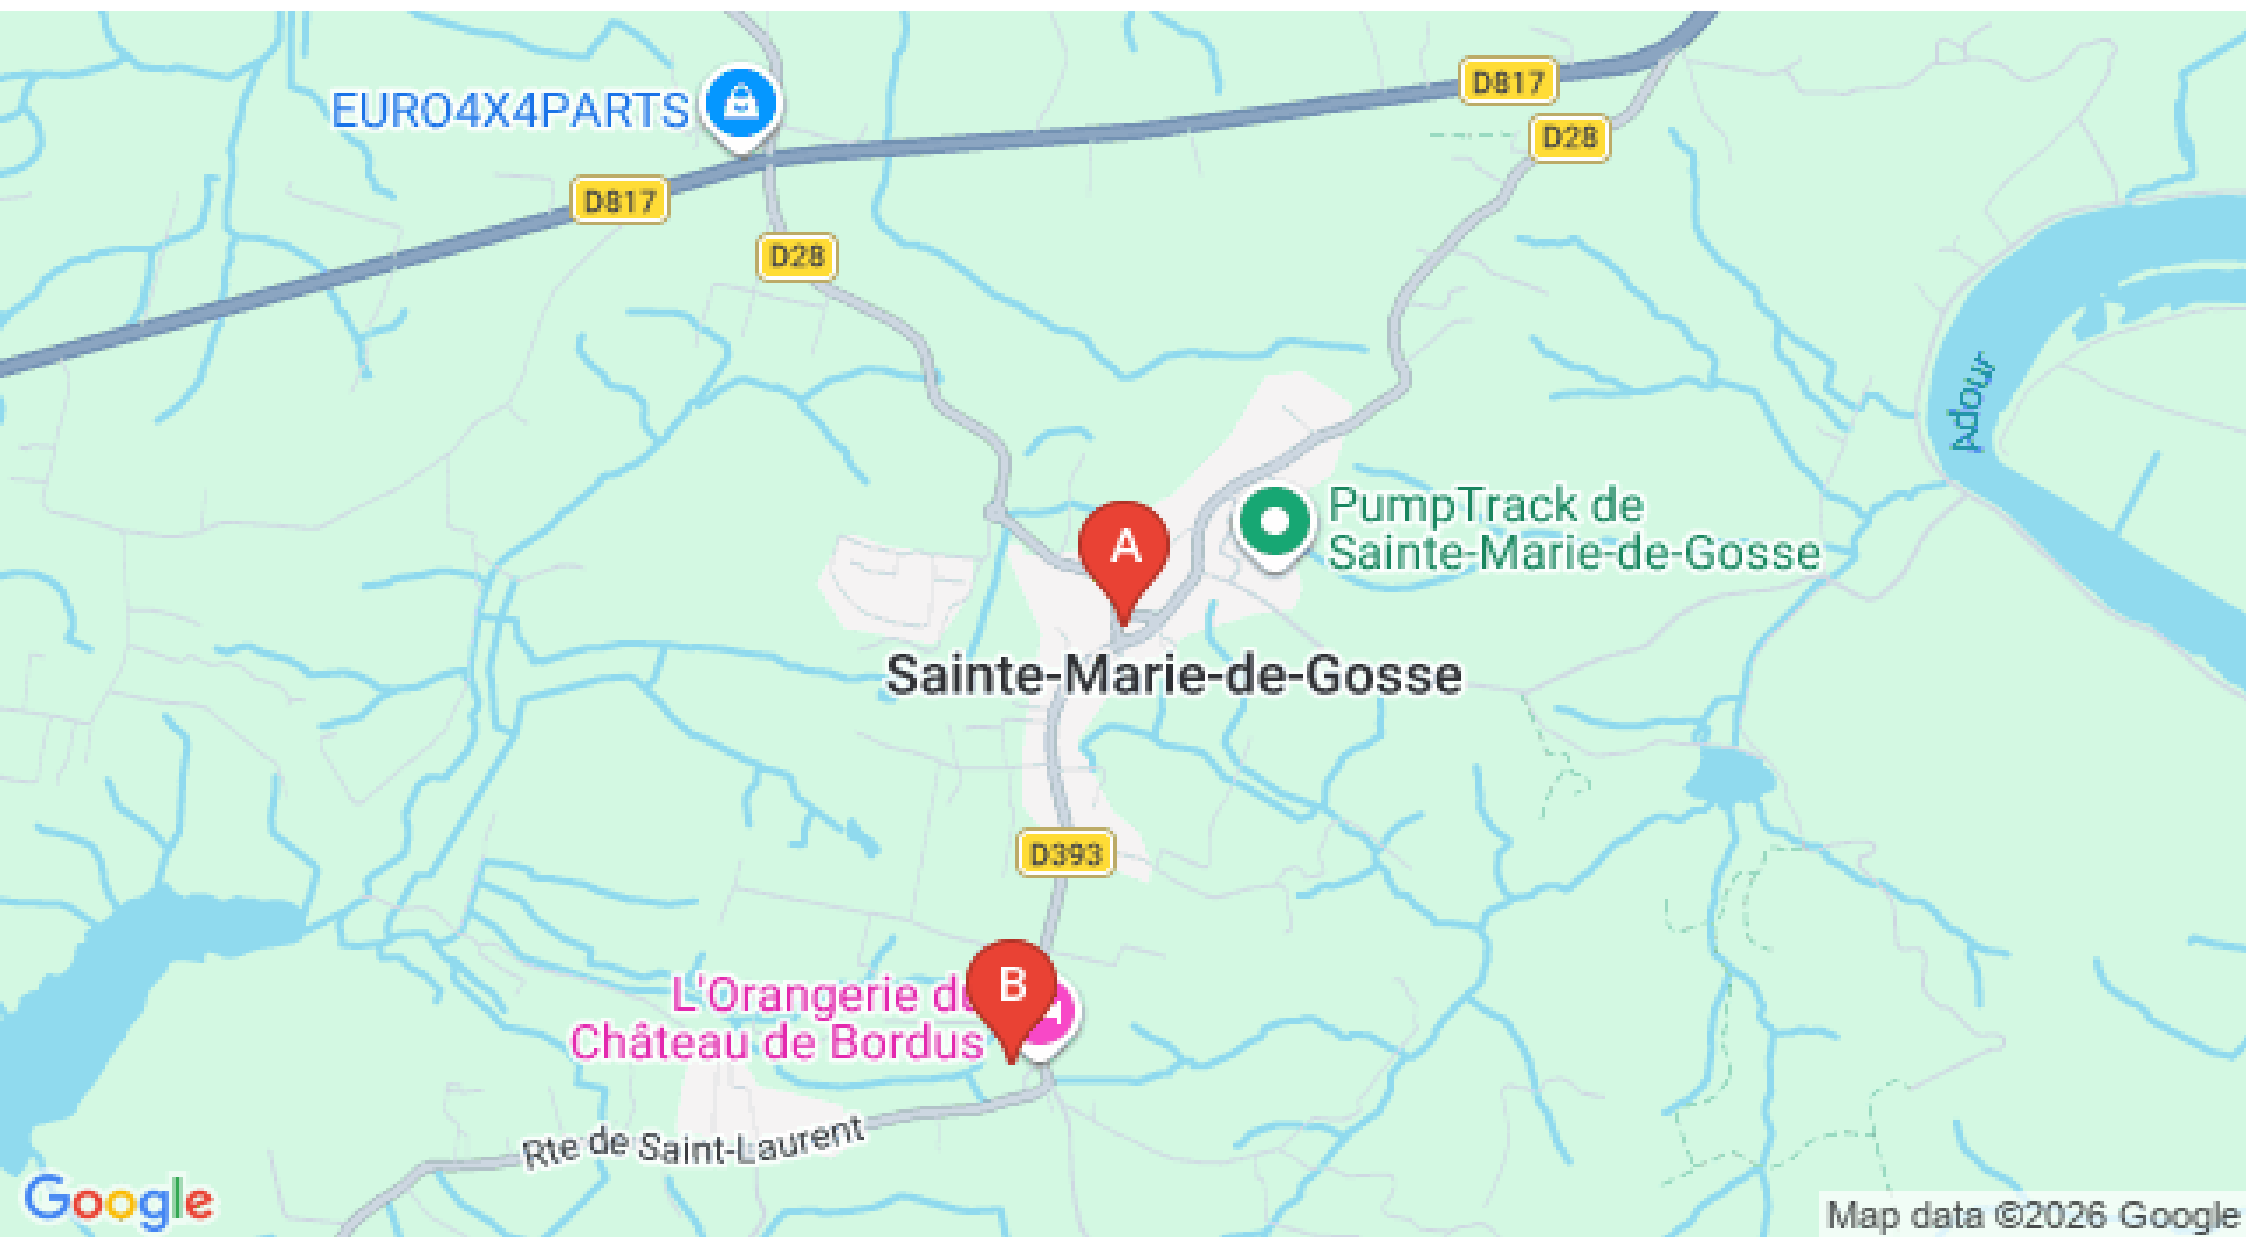 D817
EURO4X4PARTS
D28
D817
D28
Adour
PumpTrack de
Sainte-Marie-de-Gosse
A
Sainte-Marie-de-Gosse
D393
B
L'Orangerie d
Château de Bordus
Rte de Saint-Laurent
Google
Map data ©2026 Google